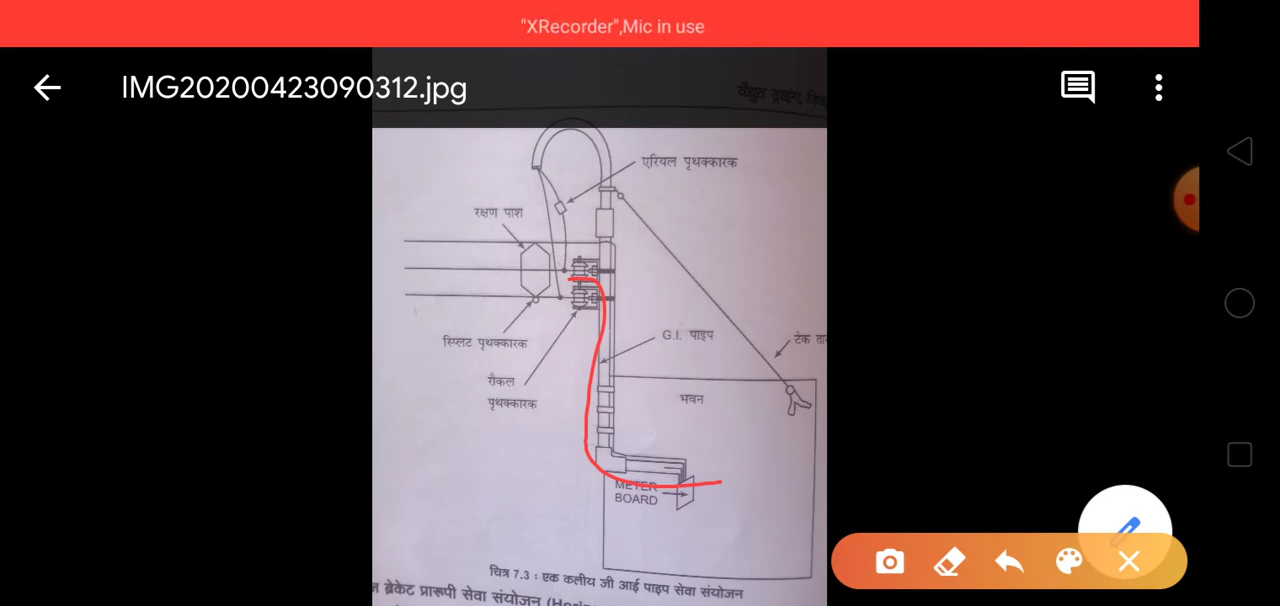 "XRecorder",Mic in use
IMG20200423090312.jpg
वैद्युत ड्राइंग,
एरियल पृथक्कारक
रक्षण पाश
G.I. पाइप
स्प्लिट पृथक्कारक
टेक
रौकल
पृथक्कारक
भवन
METER
BOARD
चित्र 7.3 : एक कलीय जी आई पाइप सेवा संयोजन
ब्रेकेट प्रारूपी सेवा संयोजन